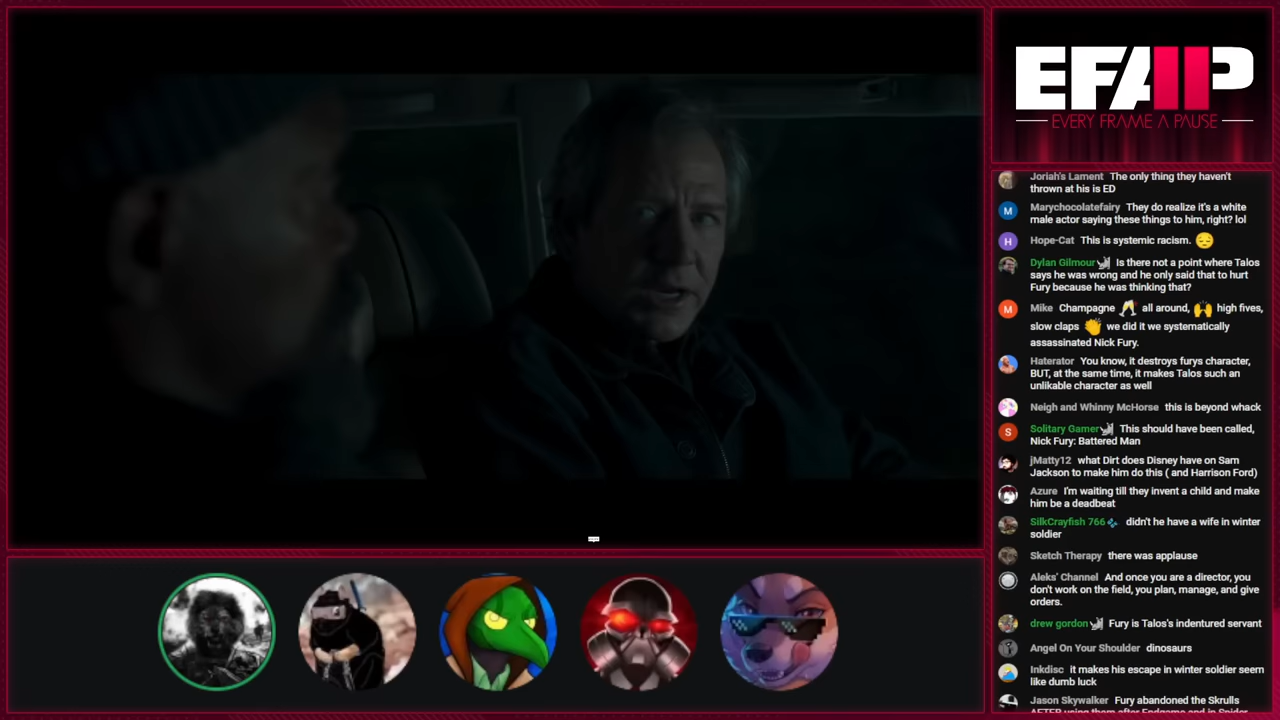 EFAP
EVERY FRAME A PAUSE
Joriah's Lament The only thing they haven't
thrown at his is ED
M Marychocolatefairy They do realize it's a white
male actor saying these things to him, right? lol
H Hope-Cat This is systemic racism. 😔
Dylan Gilmour Is there not a point where Talos
says he was wrong and he only said that to hurt
Fury because he was thinking that?
M Mike Champagne 🥂 all around, 🙌 high fives,
slow claps 👏 we did it we systematically
assassinated Nick Fury.
Haterator You know, it destroys furys character,
BUT, at the same time, it makes Talos such an
unlikable character as well
Neigh and Whinny McHorse this is beyond whack
S Solitary Gamer This should have been called,
Nick Fury: Battered Man
jMatty12 what Dirt does Disney have on Sam
Jackson to make him do this ( and Harrison Ford)
Azure I'm waiting till they invent a child and make
him be a deadbeat
SilkCrayfish 766 didn't he have a wife in winter
soldier
Sketch Therapy there was applause
Aleks' Channel And once you are a director, you
don't work on the field, you plan, manage, and give
orders.
drew gordon Fury is Talos's indentured servant
Angel On Your Shoulder dinosaurs
Inkdisc it makes his escape in winter soldier seem
like dumb luck
Jason Skywalker Fury abandoned the Skrulls
AFTER using them after Endgame and in Spider